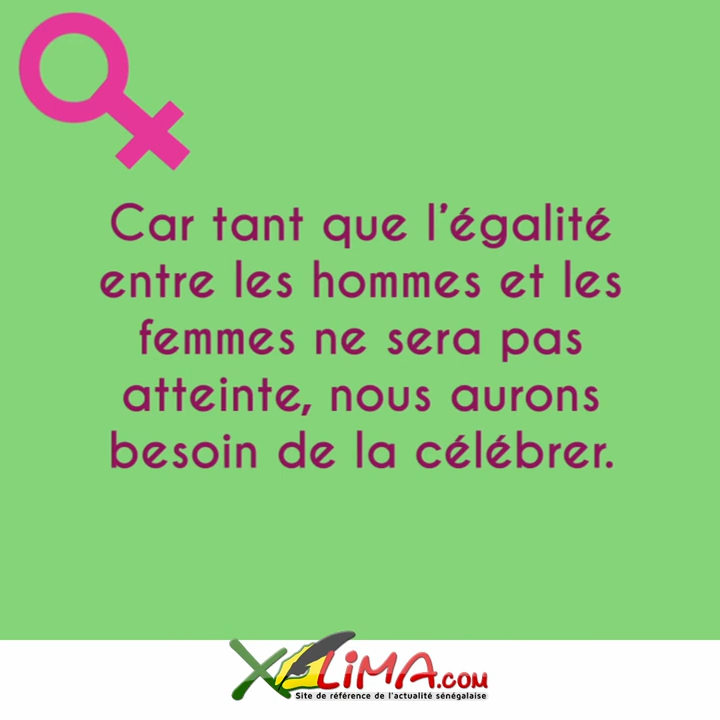 Car tant que l'égalité
entre les hommes et les
femmes ne sera pas
atteinte, nous aurons
besoin de la célébrer.
XALIMA.COM
Site de référence de l'actualité sénégalaise